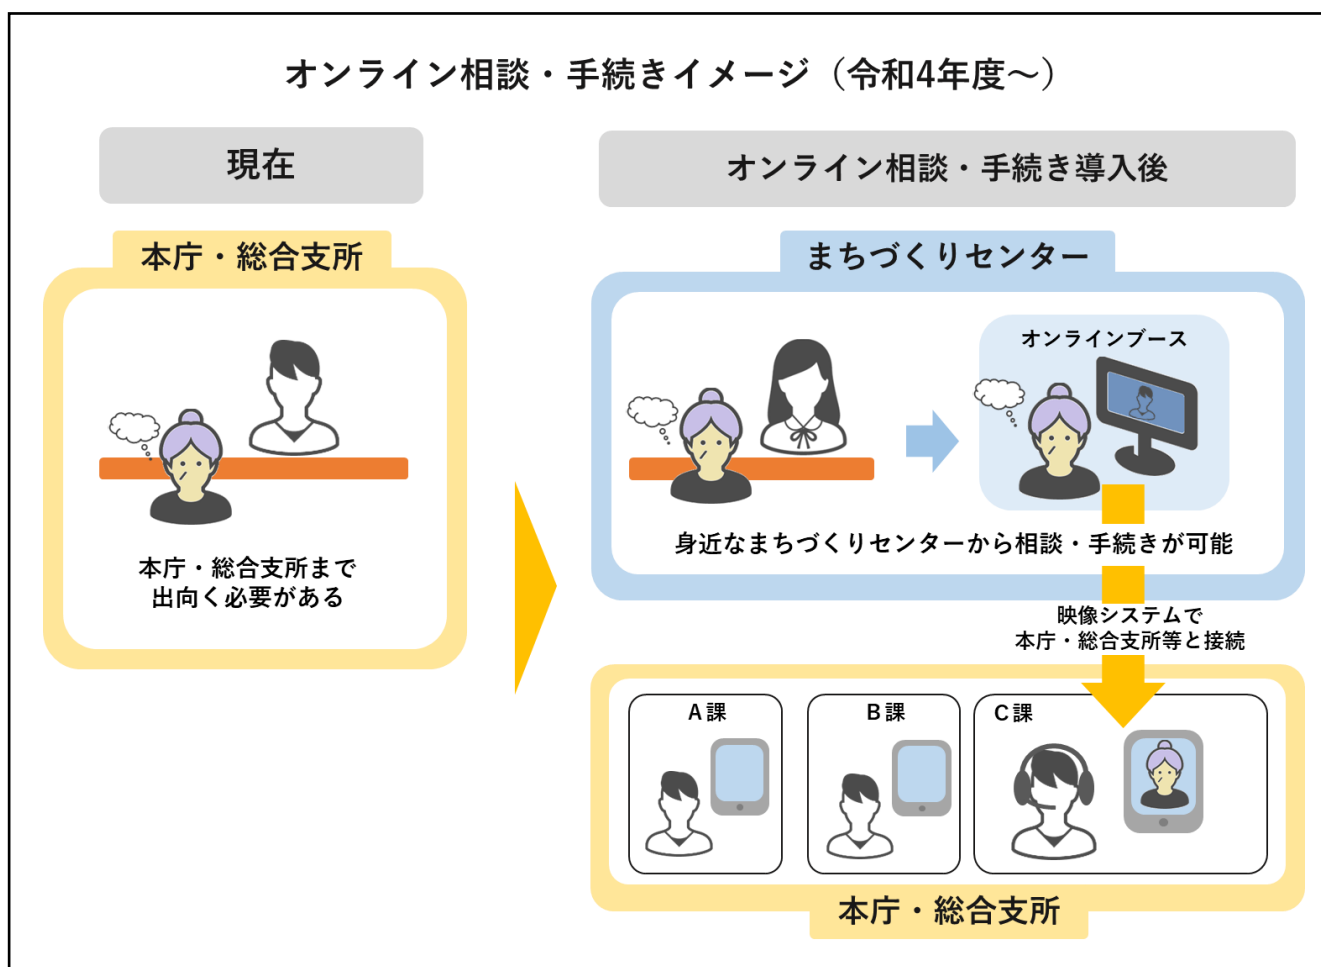 オンライン相談・手続きイメージ（令和4年度～）
現在
本庁・総合支所
本庁・総合支所まで
出向く必要がある
オンライン相談・手続き導入後
まちづくりセンター
オンラインブース
身近なまちづくりセンターから相談・手続きが可能
映像システムで
本庁・総合支所等と接続
A課
B課
C課
本庁・総合支所